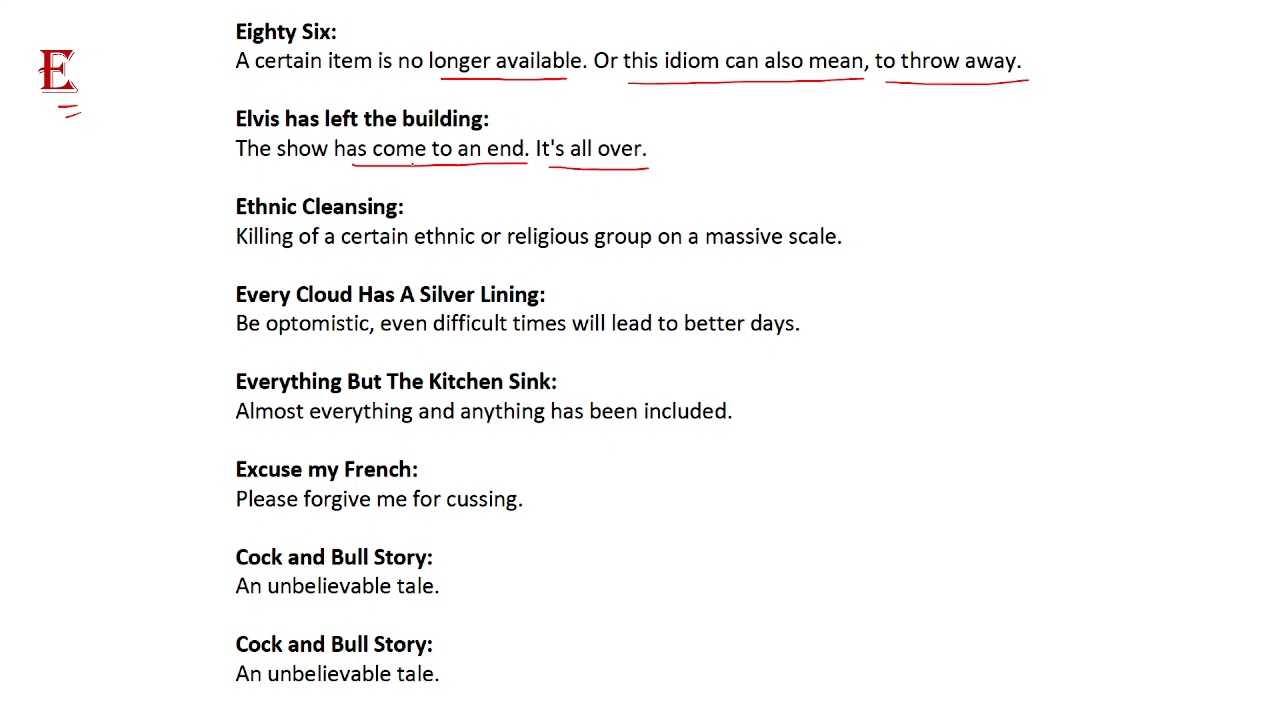 E
Eighty Six:
A certain item is no longer available. Or this idiom can also mean, to throw away.
Elvis has left the building:
The show has come to an end. It's all over.
Ethnic Cleansing:
Killing of a certain ethnic or religious group on a massive scale.
Every Cloud Has A Silver Lining:
Be optomistic, even difficult times will lead to better days.
Everything But The Kitchen Sink:
Almost everything and anything has been included.
Excuse my French:
Please forgive me for cussing.
Cock and Bull Story:
An unbelievable tale.
Cock and Bull Story:
An unbelievable tale.